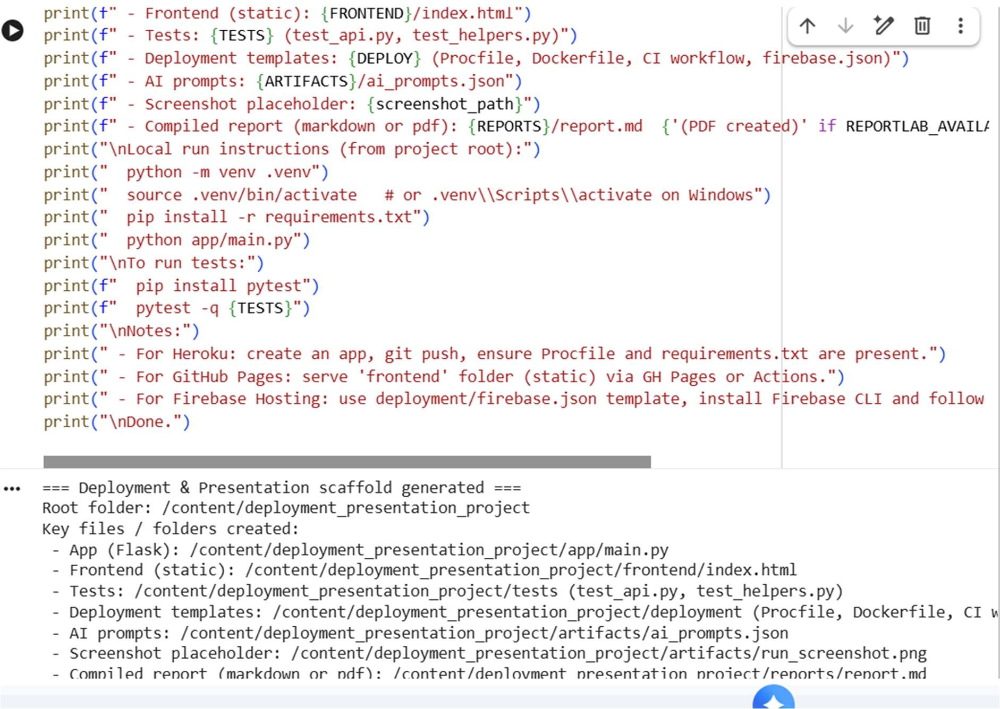 print(f" - Frontend (static): {FRONTEND}/index.html")
print(f" - Tests: {TESTS} (test_api.py, test_helpers.py)")
print(f" - Deployment templates: {DEPLOY} (Procfile, Dockerfile, CI workflow, firebase.json)")
print(f" - AI prompts: {ARTIFACTS}/ai_prompts.json")
print(f" - Screenshot placeholder: {screenshot_path}")
print(f" - Compiled report (markdown or pdf): {REPORTS}/report.md  {'(PDF created)' if
print("\nLocal run instructions (from project root):")
print("  python -m venv .venv")
print("  source .venv/bin/activate   # or .venv\\Scripts\\activate on Windows")
print("  pip install -r requirements.txt")
print("  python app/main.py")
print("\nTo run tests:")
print(f"  pip install pytest")
print(f"  pytest -q {TESTS}")
print("\nNotes:")
print(" - For Heroku: create an app, git push, ensure Procfile and requirements.txt are present.")
print(" - For GitHub Pages: serve 'frontend' folder (static) via GH Pages or Actions.")
print(" - For Firebase Hosting: use deployment/firebase.json template, install Firebase CLI and follow
print("\nDone.")
=== Deployment & Presentation scaffold generated ===
Root folder: /content/deployment_presentation_project
Key files / folders created:
 - App (Flask): /content/deployment_presentation_project/app/main.py
 - Frontend (static): /content/deployment_presentation_project/frontend/index.html
 - Tests: /content/deployment_presentation_project/tests (test_api.py, test_helpers.py)
 - Deployment templates: /content/deployment_presentation_project/deployment (Procfile, Dockerfile, CI
 - AI prompts: /content/deployment_presentation_project/artifacts/ai_prompts.json
 - Screenshot placeholder: /content/deployment_presentation_project/artifacts/run_screenshot.png
 - Compiled report (markdown or pdf): /content/deployment_presentation_project/reports/report.md